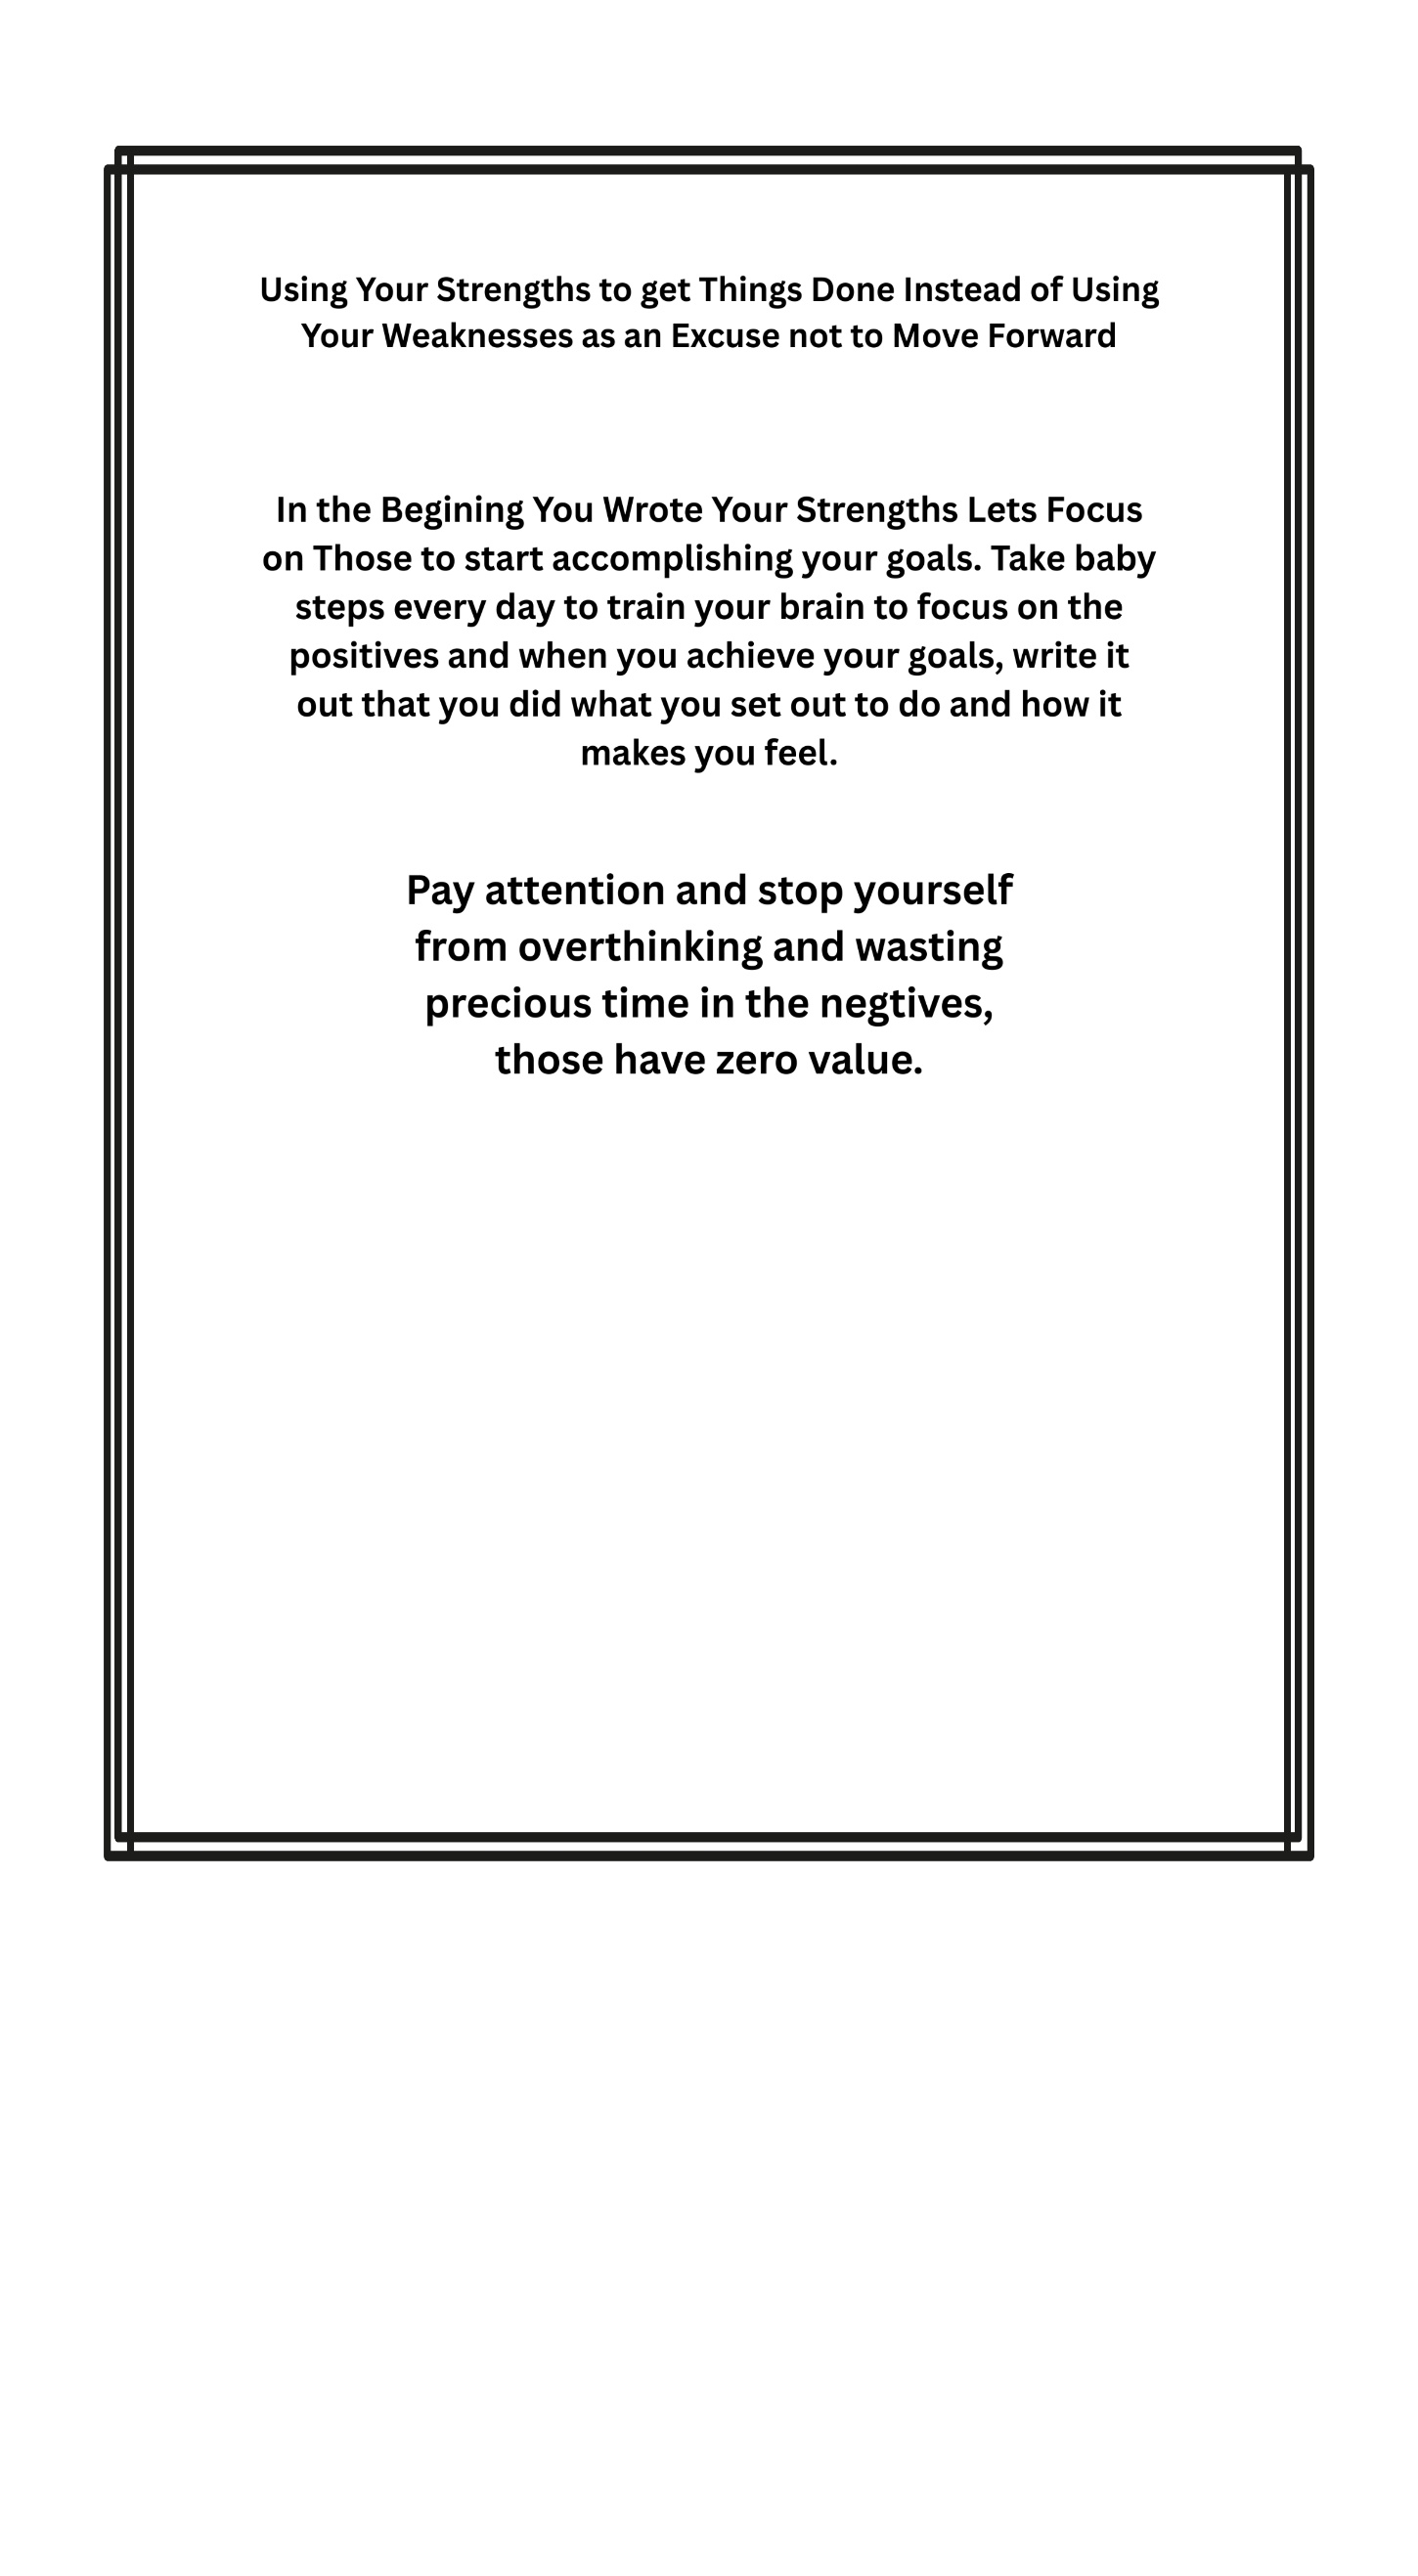 Using Your Strengths to get Things Done Instead of Using
Your Weaknesses as an Excuse not to Move Forward
In the Begining You Wrote Your Strengths Lets Focus
on Those to start accomplishing your goals. Take baby
steps every day to train your brain to focus on the
positives and when you achieve your goals, write it
out that you did what you set out to do and how it
makes you feel.
Pay attention and stop yourself
from overthinking and wasting
precious time in the negtives,
those have zero value.